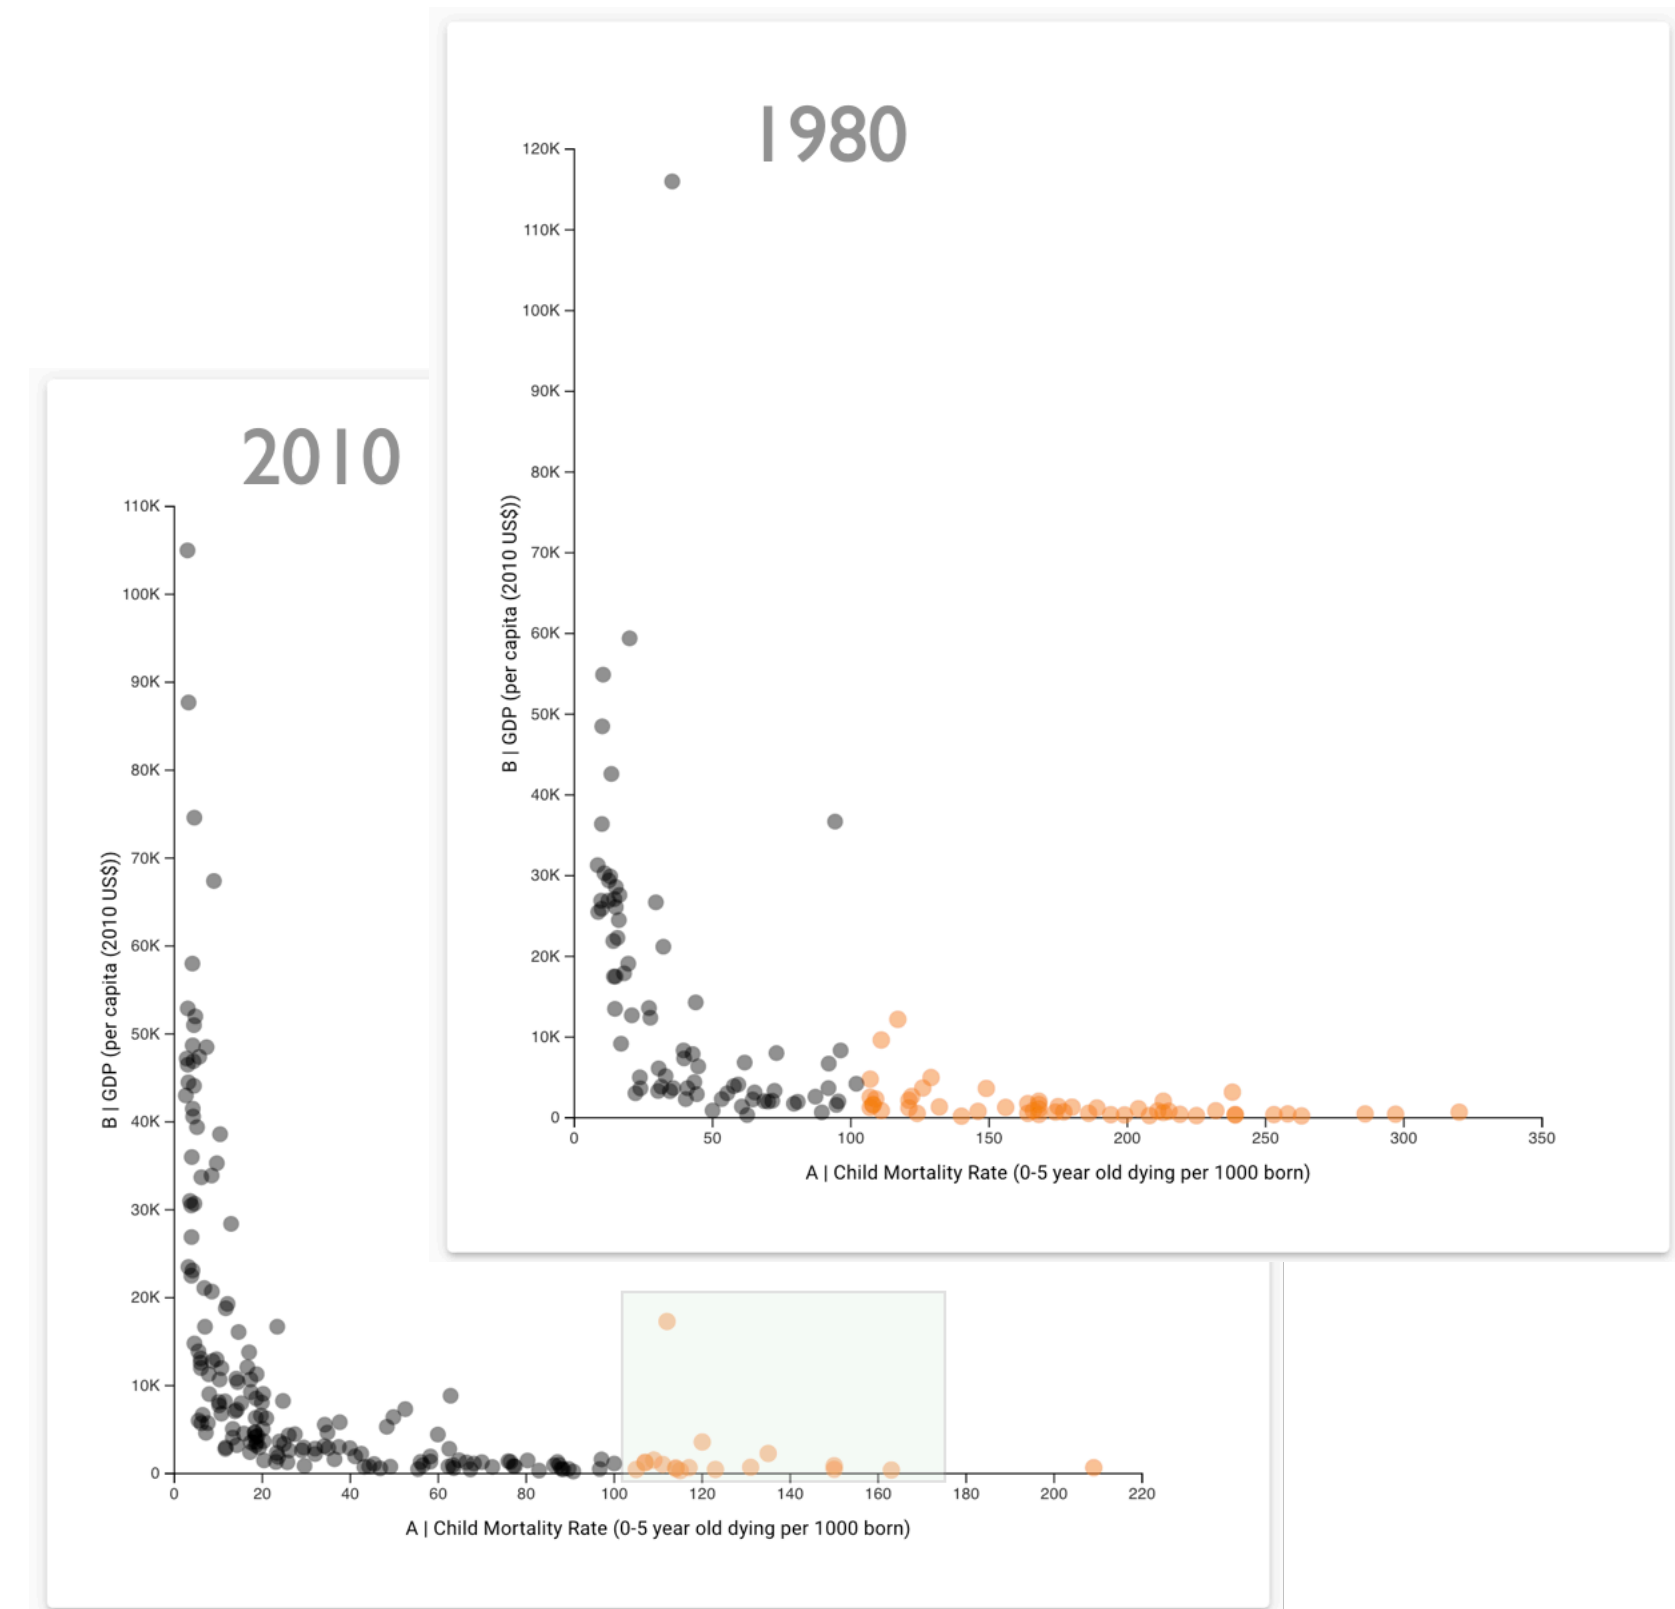 1980
120K
110K
100K
90K
80K
70K
60K
50K
40K
30K
20K
10K
0
B | GDP (per capita (2010 US$))
0 50 100 150 200 250 300 350
A | Child Mortality Rate (0-5 year old dying per 1000 born)
2010
110K
100K
90K
80K
70K
60K
50K
40K
30K
20K
10K
0
B | GDP (per capita (2010 US$))
0 20 40 60 80 100 120 140 160 180 200 220
A | Child Mortality Rate (0-5 year old dying per 1000 born)